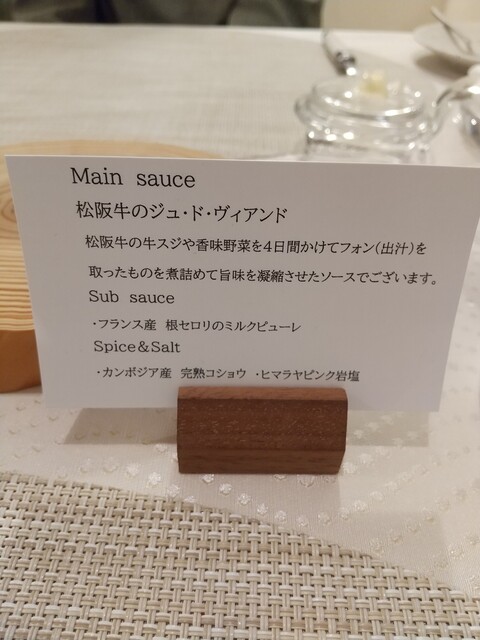 Main sauce
松阪牛のジュ・ド・ヴィアンド
松阪牛の牛スジや香味野菜を4日間かけてフォン(出汁)を
取ったものを煮詰めて旨味を凝縮させたソースでございます。
Sub sauce
・フランス産 根セロリのミルクピューレ
Spice&Salt
・カンボジア産 完熟コショウ ・ヒマラヤピンク岩塩